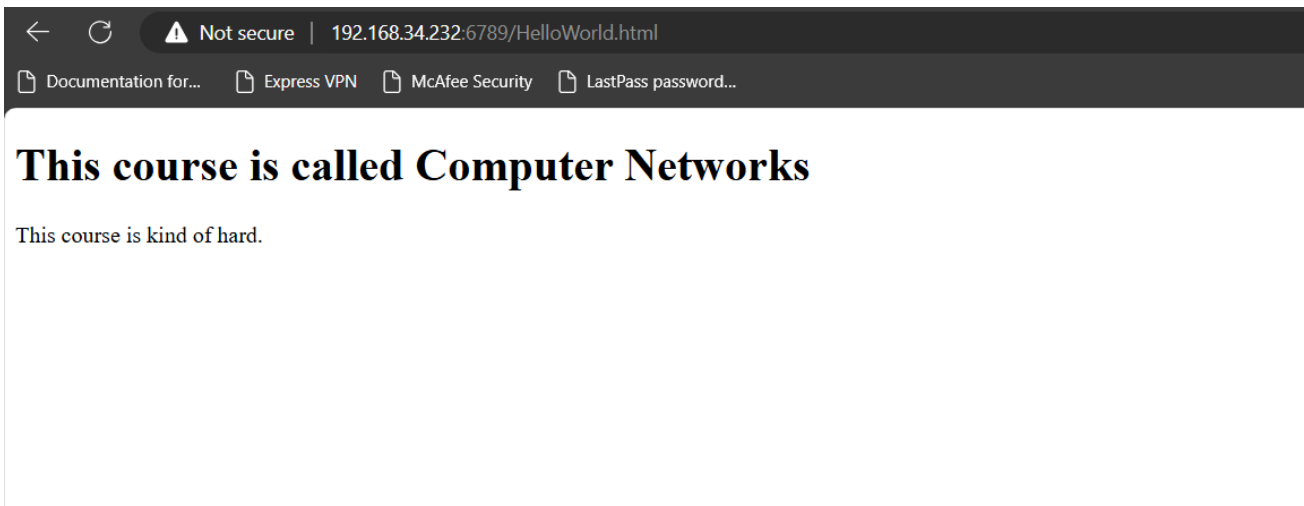 Not secure | 192.168.34.232:6789/HelloWorld.html
Documentation for... Express VPN McAfee Security LastPass password...
This course is called Computer Networks
This course is kind of hard.